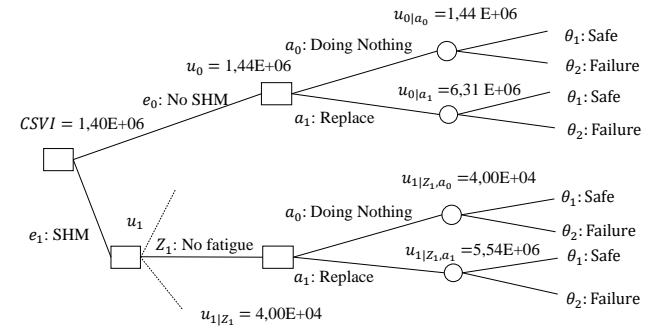 u₀|ₐ₀=1,44 E+06
θ₁: Safe
a₀: Doing Nothing
u₀ = 1,44E+06
θ₂: Failure
u₀|ₐ₁=6,31 E+06
θ₁: Safe
e₀: No SHM
a₁: Replace
θ₂: Failure
CSVI = 1,40E+06
u₁|Z₁,ₐ₀=4,00E+04
θ₁: Safe
u₁
a₀: Doing Nothing
e₁: SHM
Z₁: No fatigue
θ₂: Failure
u₁|Z₁,ₐ₁=5,54E+06
θ₁: Safe
a₁: Replace
θ₂: Failure
u₁|Z₁ = 4,00E+04